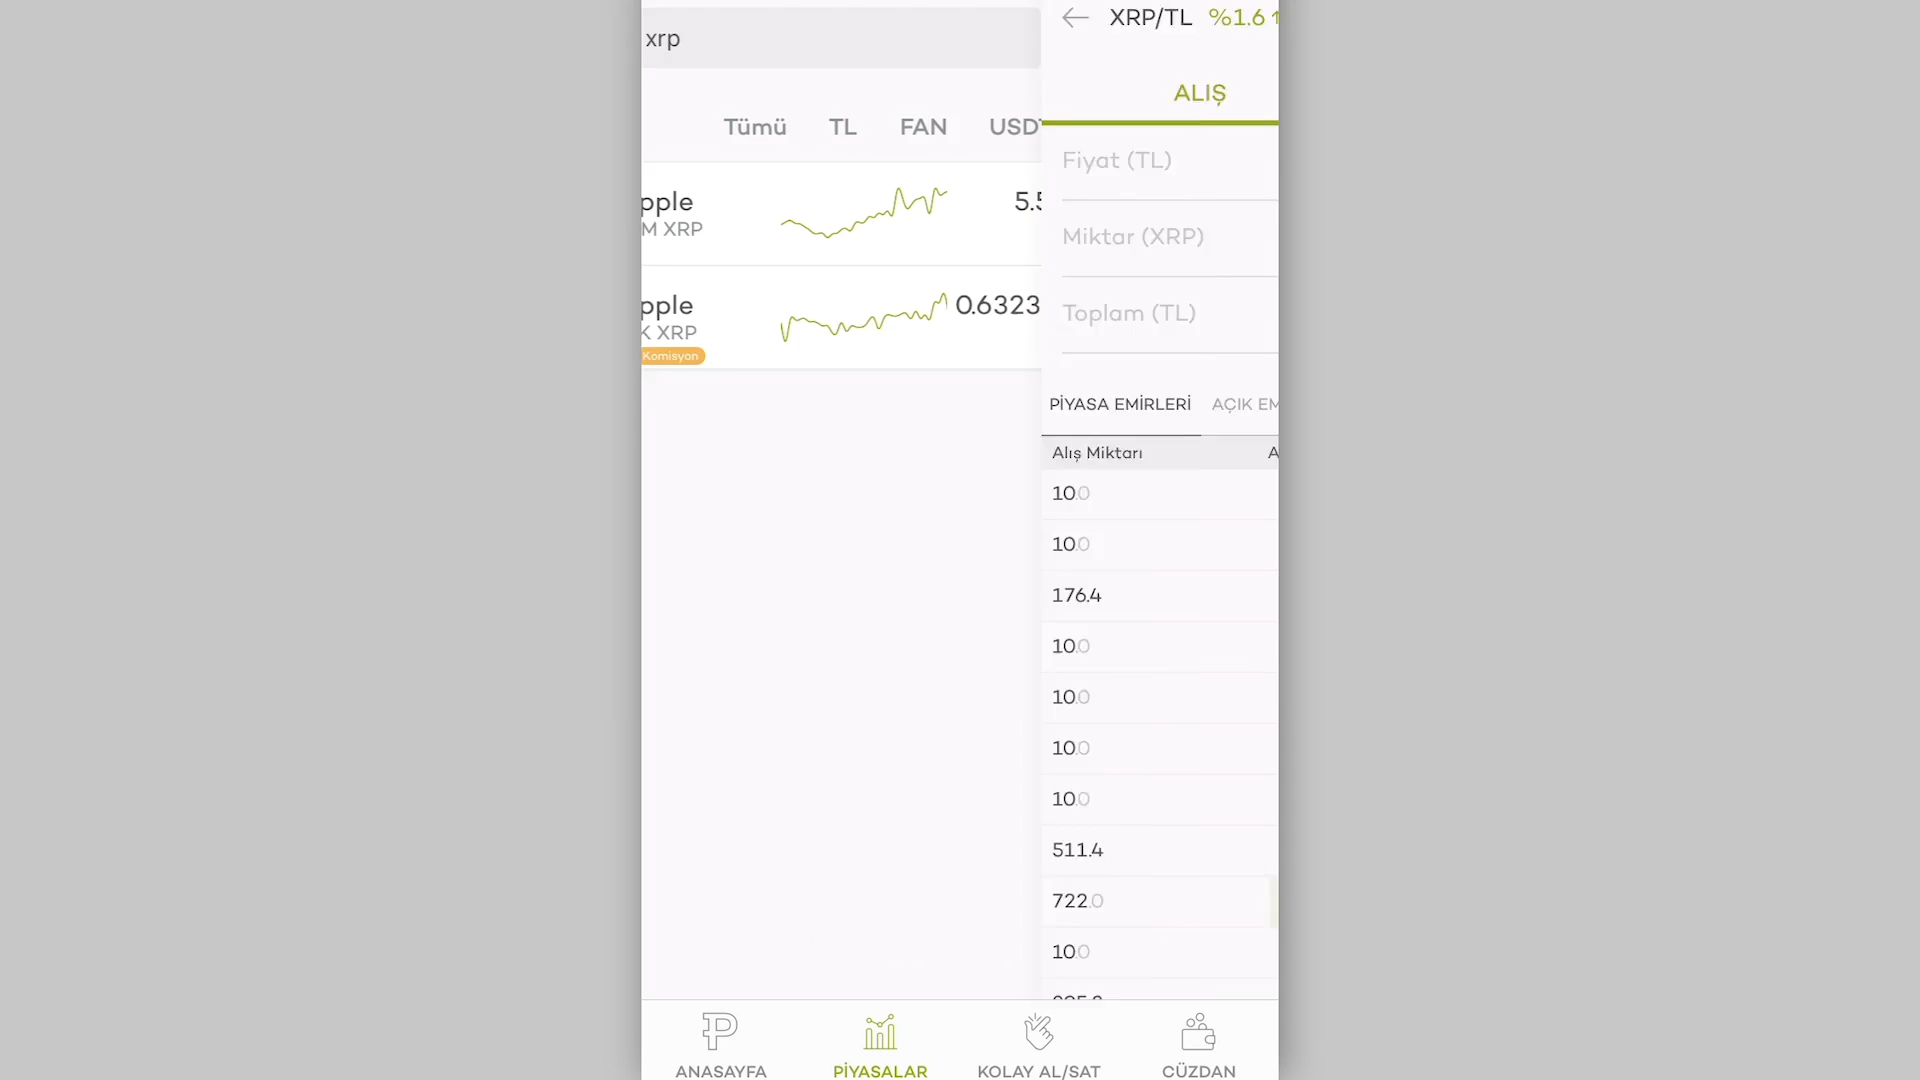 xrp
Tümü TL FAN USDT
pple
M XRP
5.5
pple
K XRP
0.6323
Komisyon
XRP/TL %1.6
ALIŞ
Fiyat (TL)
Miktar (XRP)
Toplam (TL)
PİYASA EMİRLERİ AÇIK EM
Alış Miktarı A
10.0
10.0
176.4
10.0
10.0
10.0
10.0
511.4
722.0
10.0
ANASAYFA PİYASALAR KOLAY AL/SAT CÜZDAN